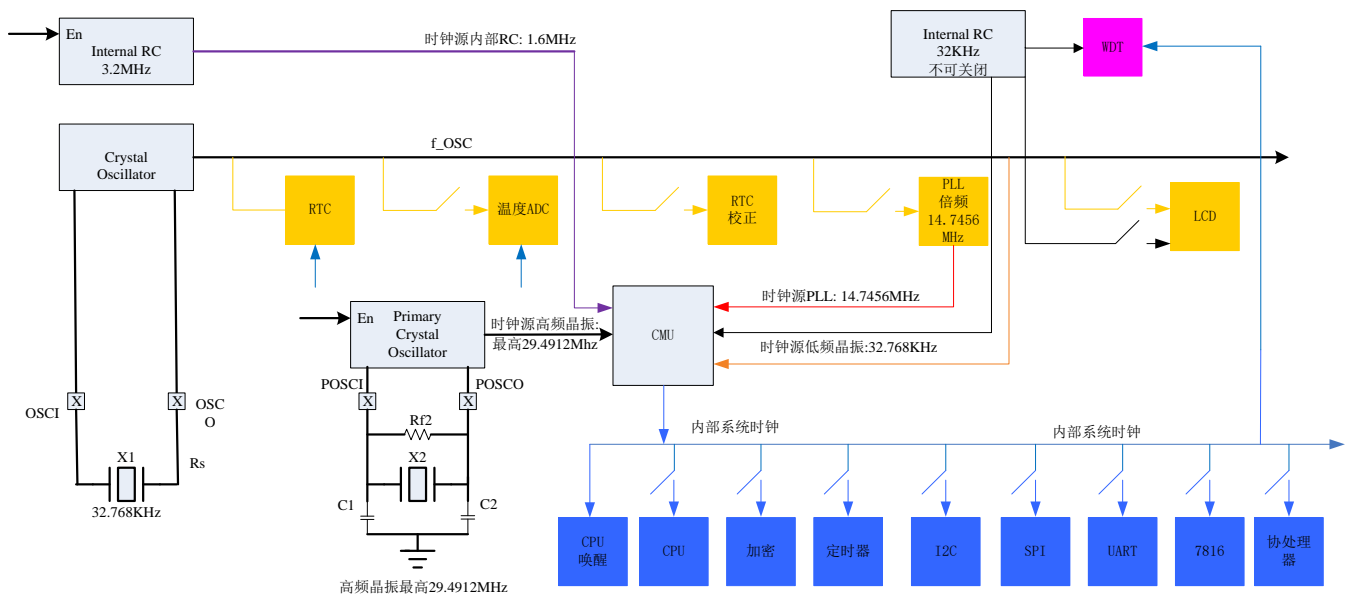 En
Internal RC
3.2MHz
时钟源内部RC: 1.6MHz
Internal RC
32KHz
不可关闭
WDT
Crystal
Oscillator
f_OSC
RTC
温度ADC
RTC
校正
PLL
倍频
14.7456
MHz
LCD
En
Primary
Crystal
Oscillator
时钟源高频晶振:
最高29.4912Mhz
CMU
时钟源PLL: 14.7456MHz
时钟源低频晶振:32.768KHz
POSCI
POSCO
X
X
OSCI
X
X
OSC
O
Rf2
X1
Rs
X2
32.768KHz
C1
C2
高频晶振最高29.4912MHz
内部系统时钟
内部系统时钟
CPU
唤醒
CPU
加密
定时器
I2C
SPI
UART
7816
协处理
器